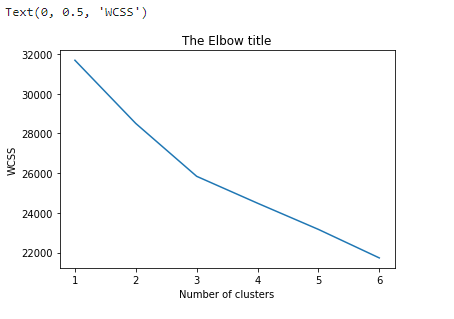 Text(0, 0.5, 'WCSS')
The Elbow title
32000
30000
28000
26000
24000
22000
WCSS
1 2 3 4 5 6
Number of clusters